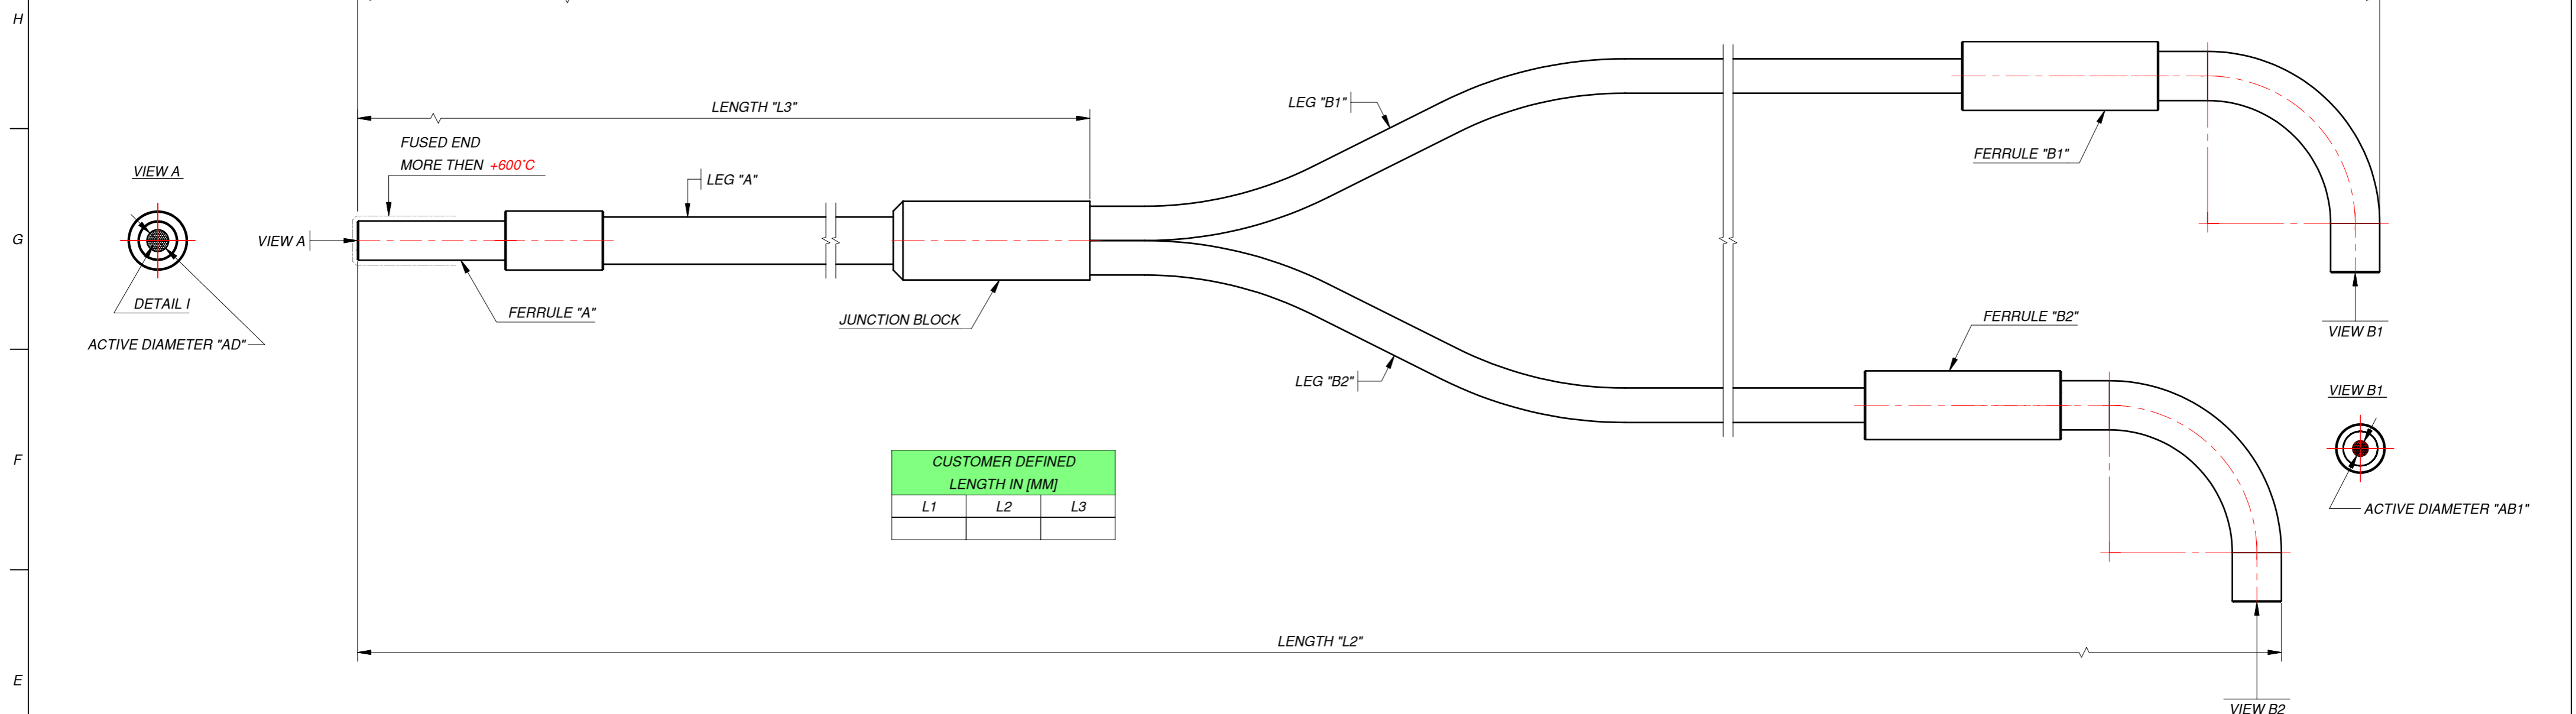 H
LENGTH "L3"
LEG "B1"
FUSED END
MORE THEN +600°C
FERRULE "B1"
VIEW A
LEG "A"
G
VIEW A
DETAIL I
FERRULE "A"
JUNCTION BLOCK
FERRULE "B2"
VIEW B1
ACTIVE DIAMETER "AD"
LEG "B2"
VIEW B1
F
CUSTOMER DEFINED
LENGTH IN [MM]
L1 L2 L3
ACTIVE DIAMETER "AB1"
LENGTH "L2"
E
VIEW B2